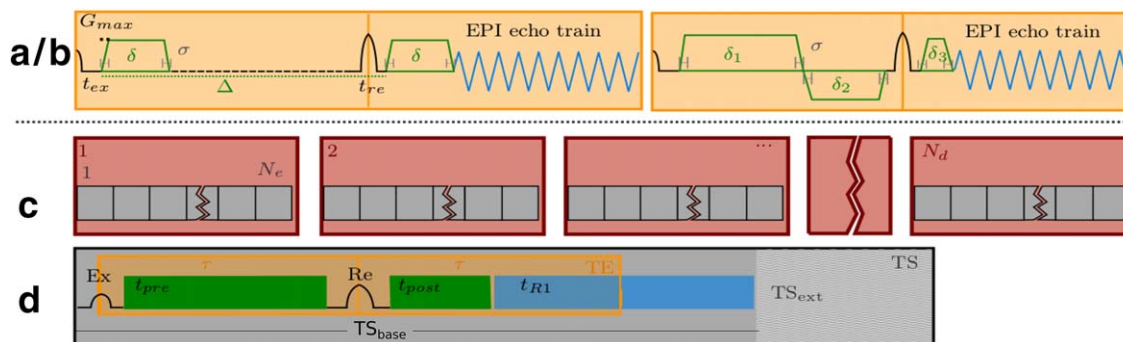 a/b
G_max
δ
σ
t_ex
Δ
t_re
δ
EPI echo train
δ_1
σ
δ_2
δ_3
EPI echo train
c
1
1
N_e
2
...
N_d
d
Ex
τ
Re
τ
TE
TS
t_pre
t_post
t_R1
TS_ext
TS_base